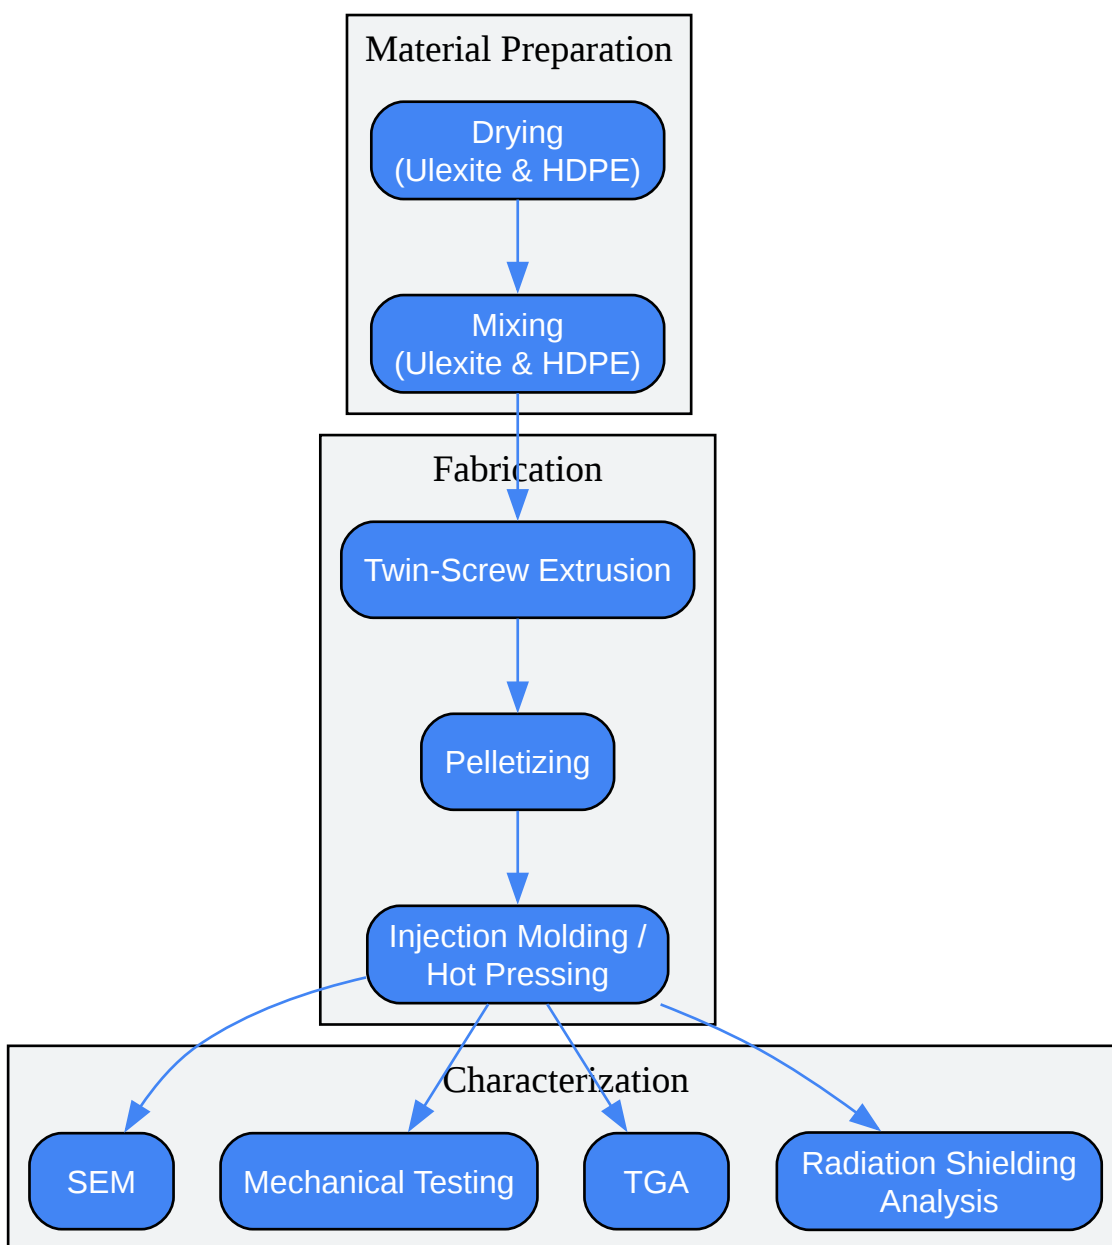 Material Preparation
Drying
(Ulexite & HDPE)
Mixing
(Ulexite & HDPE)
Fabrication
Twin-Screw Extrusion
Pelletizing
Injection Molding /
Hot Pressing
Characterization
SEM
Mechanical Testing
TGA
Radiation Shielding
Analysis